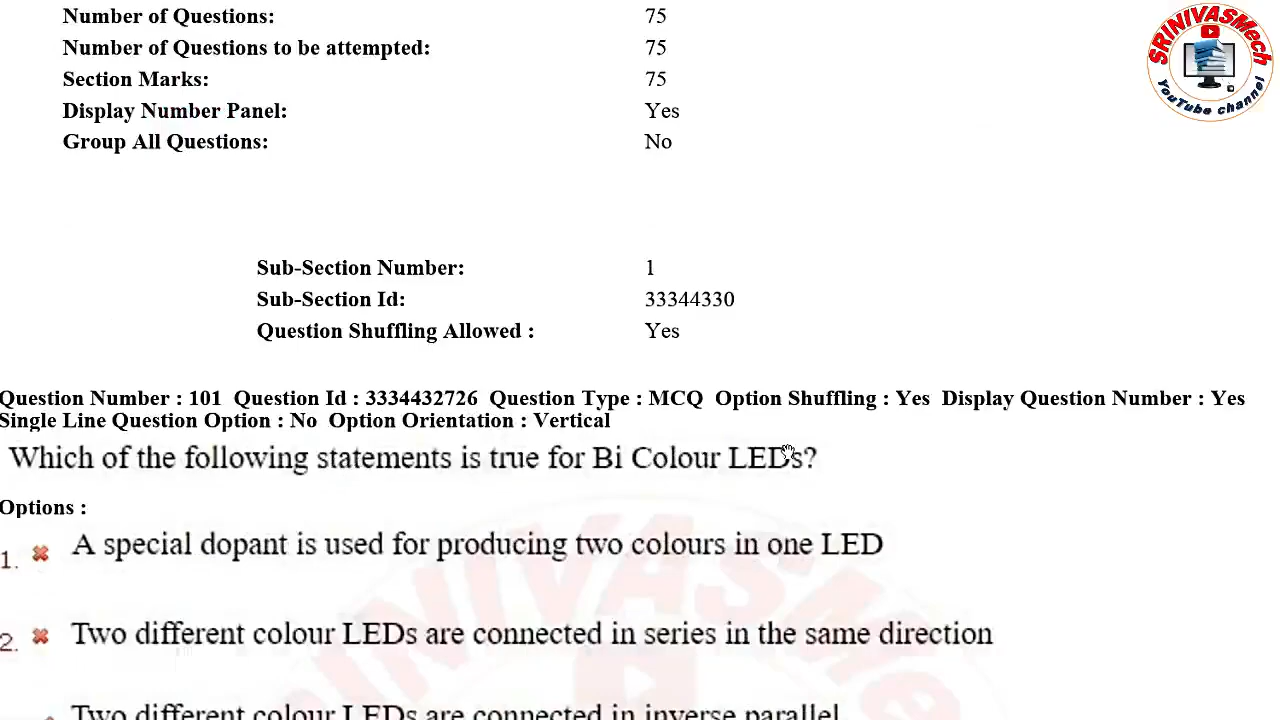 Number of Questions: 75
Number of Questions to be attempted: 75
Section Marks: 75
Display Number Panel: Yes
Group All Questions: No
SRINIVASMech
YouTube channel
Sub-Section Number: 1
Sub-Section Id: 33344330
Question Shuffling Allowed : Yes
Question Number : 101 Question Id : 3334432726 Question Type : MCQ Option Shuffling : Yes Display Question Number : Yes
Single Line Question Option : No Option Orientation : Vertical
Which of the following statements is true for Bi Colour LEDs?
Options :
1. A special dopant is used for producing two colours in one LED
2. Two different colour LEDs are connected in series in the same direction
Two different colour LEDs are connected in inverse parallel
SRINIVASMech